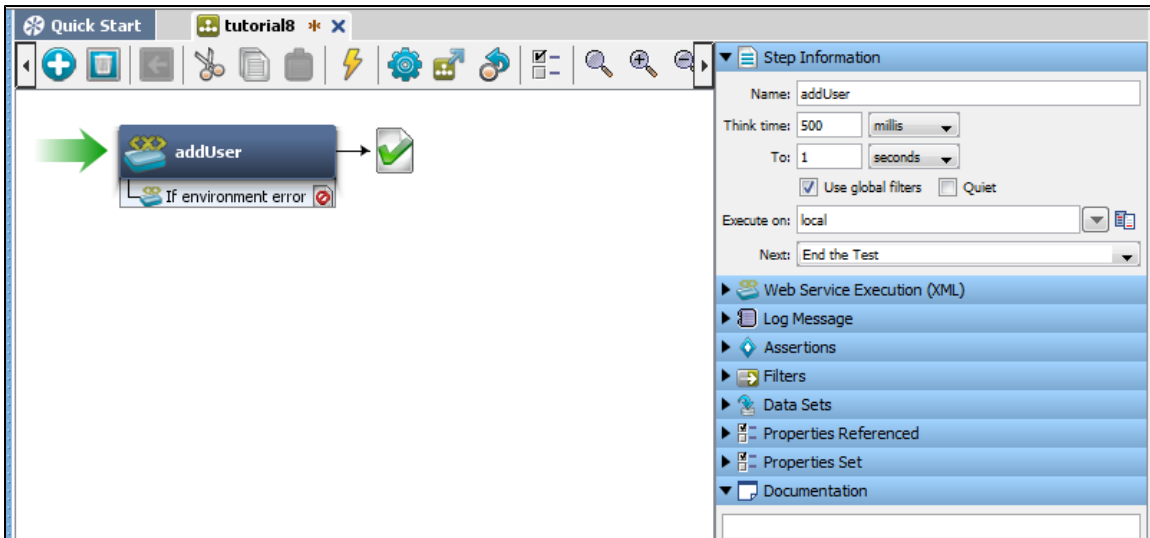 Quick Start
tutorial8
Step Information
Name: addUser
Think time: 500 millis
To: 1 seconds
Use global filters Quiet
Execute on: local
Next: End the Test
addUser
If environment error
Web Service Execution (XML)
Log Message
Assertions
Filters
Data Sets
Properties Referenced
Properties Set
Documentation